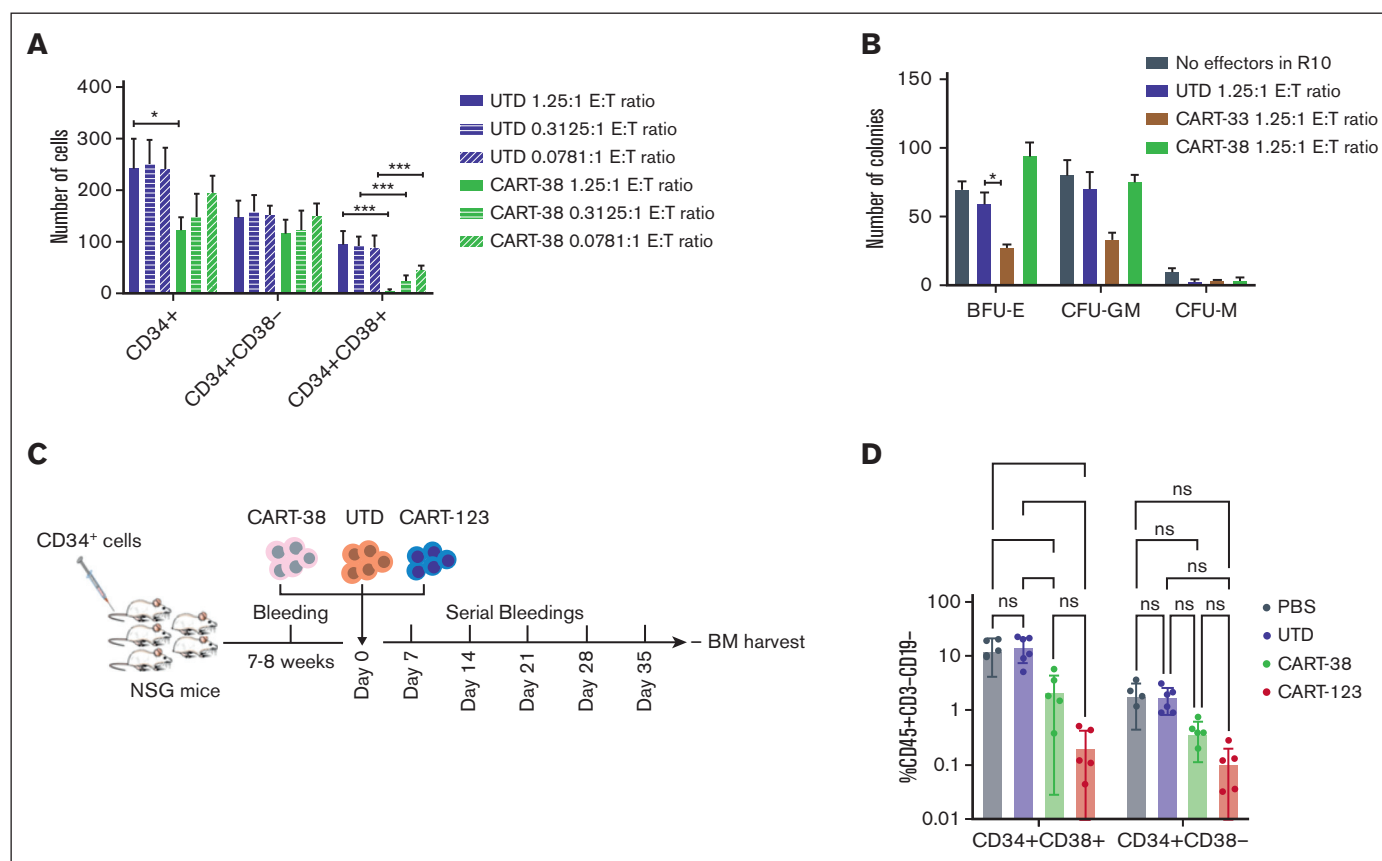 A
Number of cells
400
300
200
100
0
*
***
***
***
CD34+
CD34+CD38–
CD34+CD38+
UTD 1.25:1 E:T ratio
UTD 0.3125:1 E:T ratio
UTD 0.0781:1 E:T ratio
CART-38 1.25:1 E:T ratio
CART-38 0.3125:1 E:T ratio
CART-38 0.0781:1 E:T ratio
B
Number of colonies
150
100
50
0
*
BFU-E
CFU-GM
CFU-M
No effectors in R10
UTD 1.25:1 E:T ratio
CART-33 1.25:1 E:T ratio
CART-38 1.25:1 E:T ratio
C
CD34+ cells
NSG mice
CART-38
UTD
CART-123
Bleeding
7-8 weeks
Serial Bleedings
Day 0
Day 7
Day 14
Day 21
Day 28
Day 35
BM harvest
D
%CD45+CD3–CD19–
100
10
1
0.1
0.01
ns
ns
ns
ns
ns
ns
ns
CD34+CD38+
CD34+CD38–
PBS
UTD
CART-38
CART-123